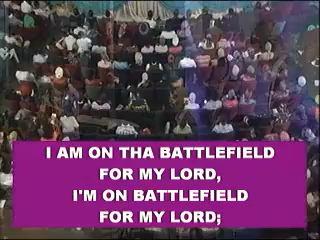 I AM ON THA BATTLEFIELD
FOR MY LORD,
I'M ON BATTLEFIELD
FOR MY LORD;